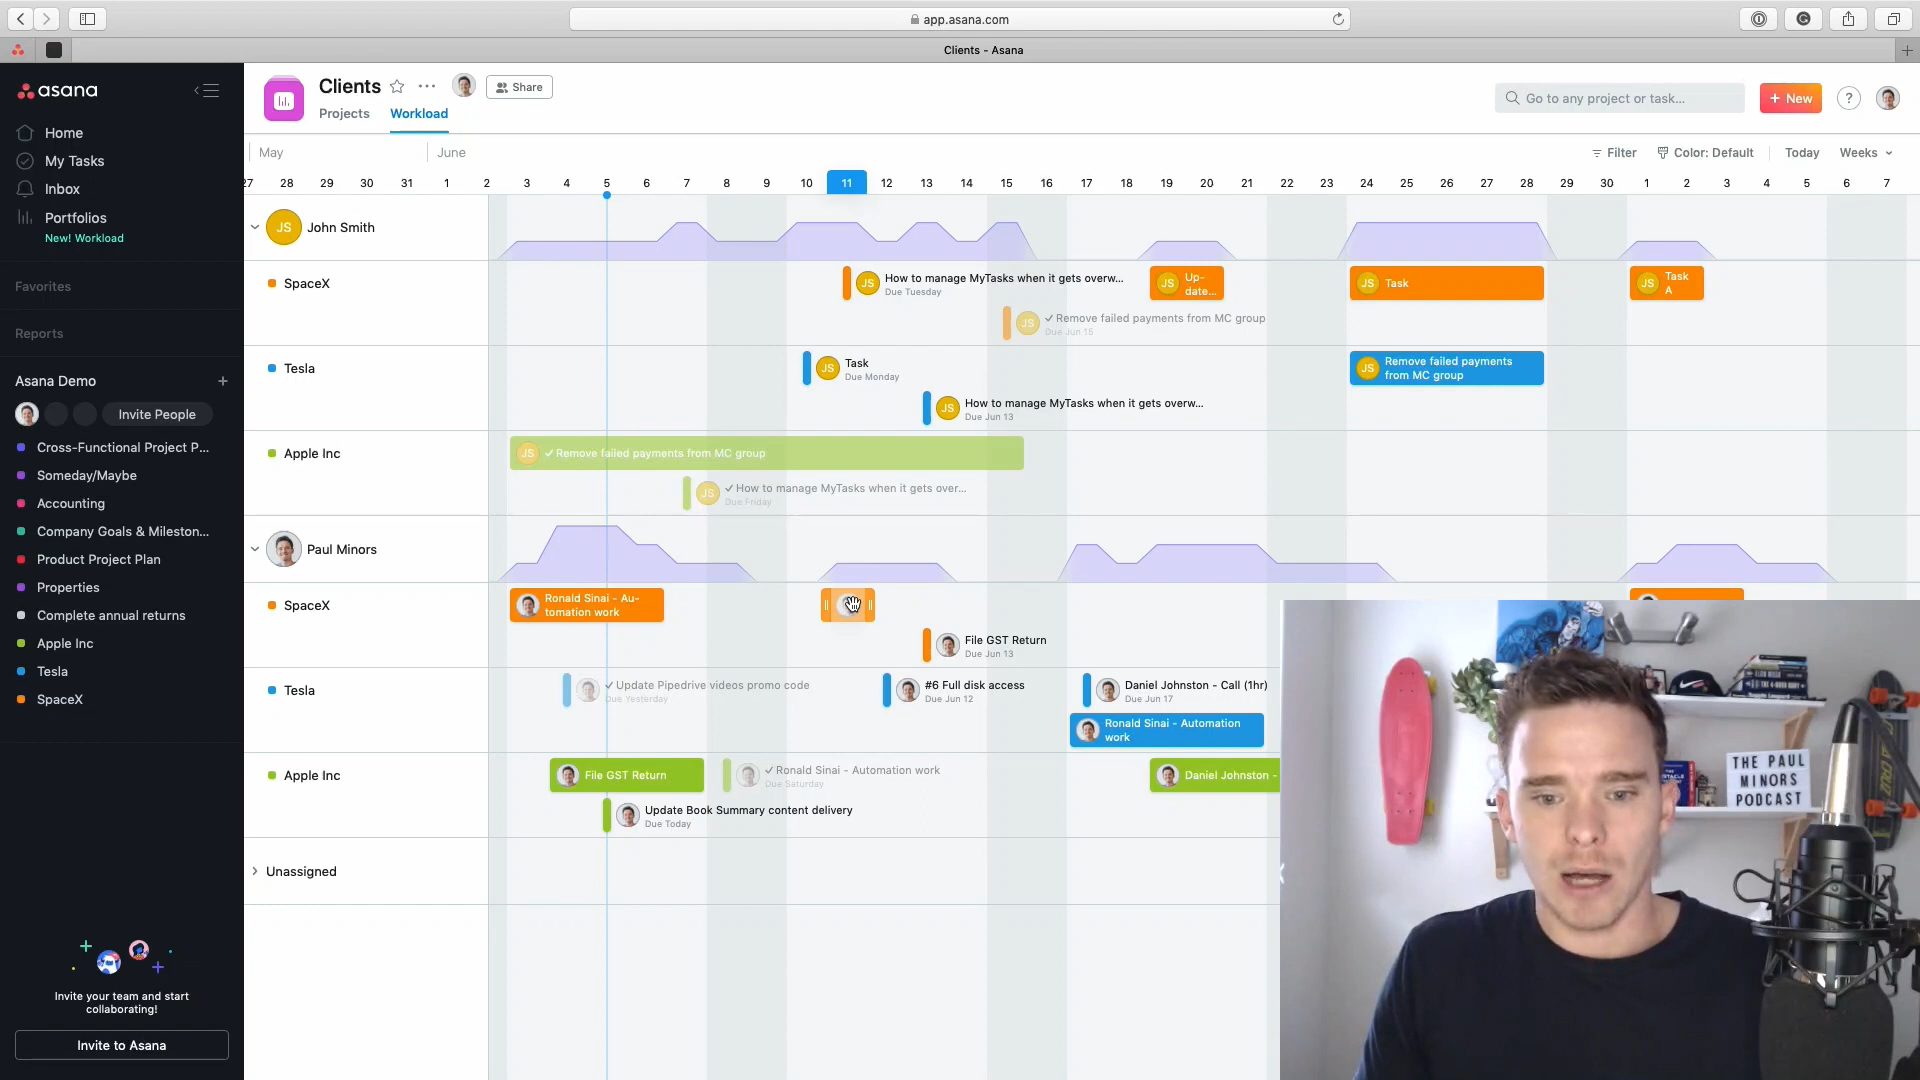 app.asana.com
Clients - Asana
asana
Home
My Tasks
Inbox
Portfolios
New! Workload
Favorites
Reports
Asana Demo
Invite People
Cross-Functional Project P...
Someday/Maybe
Accounting
Company Goals & Mileston...
Product Project Plan
Properties
Complete annual returns
Apple Inc
Tesla
SpaceX
Invite your team and start
collaborating!
Invite to Asana
Clients
Share
Projects Workload
Go to any project or task...
+ New
?
May June
Filter Color: Default Today Weeks
27 28 29 30 31 1 2 3 4 5 6 7 8 9 10 11 12 13 14 15 16 17 18 19 20 21 22 23 24 25 26 27 28 29 30 1 2 3 4 5 6 7
JS John Smith
SpaceX
JS How to manage MyTasks when it gets overw...
Due Tuesday
JS Up-
date...
JS Task
JS Task
A
JS ✓ Remove failed payments from MC group
Due Jun 15
Tesla
JS Task
Due Monday
JS Remove failed payments
from MC group
JS How to manage MyTasks when it gets overw...
Due Jun 13
Apple Inc
JS ✓ Remove failed payments from MC group
JS ✓ How to manage MyTasks when it gets over...
Due Friday
Paul Minors
SpaceX
Ronald Sinai - Au-
tomation work
File GST Return
Due Jun 13
Tesla
✓ Update Pipedrive videos promo code
Due Yesterday
#6 Full disk access
Due Jun 12
Daniel Johnston - Call (1hr)
Due Jun 17
Ronald Sinai - Automation
work
Apple Inc
File GST Return
✓ Ronald Sinai - Automation work
Due Saturday
Daniel Johnston -
Update Book Summary content delivery
Due Today
Unassigned
THE PAUL
MINORS
PODCAST